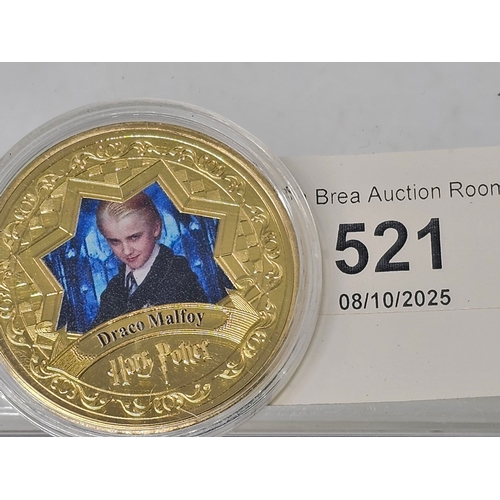 Draco Malfoy
Harry Potter
Brea Auction Room
521
08/10/2025